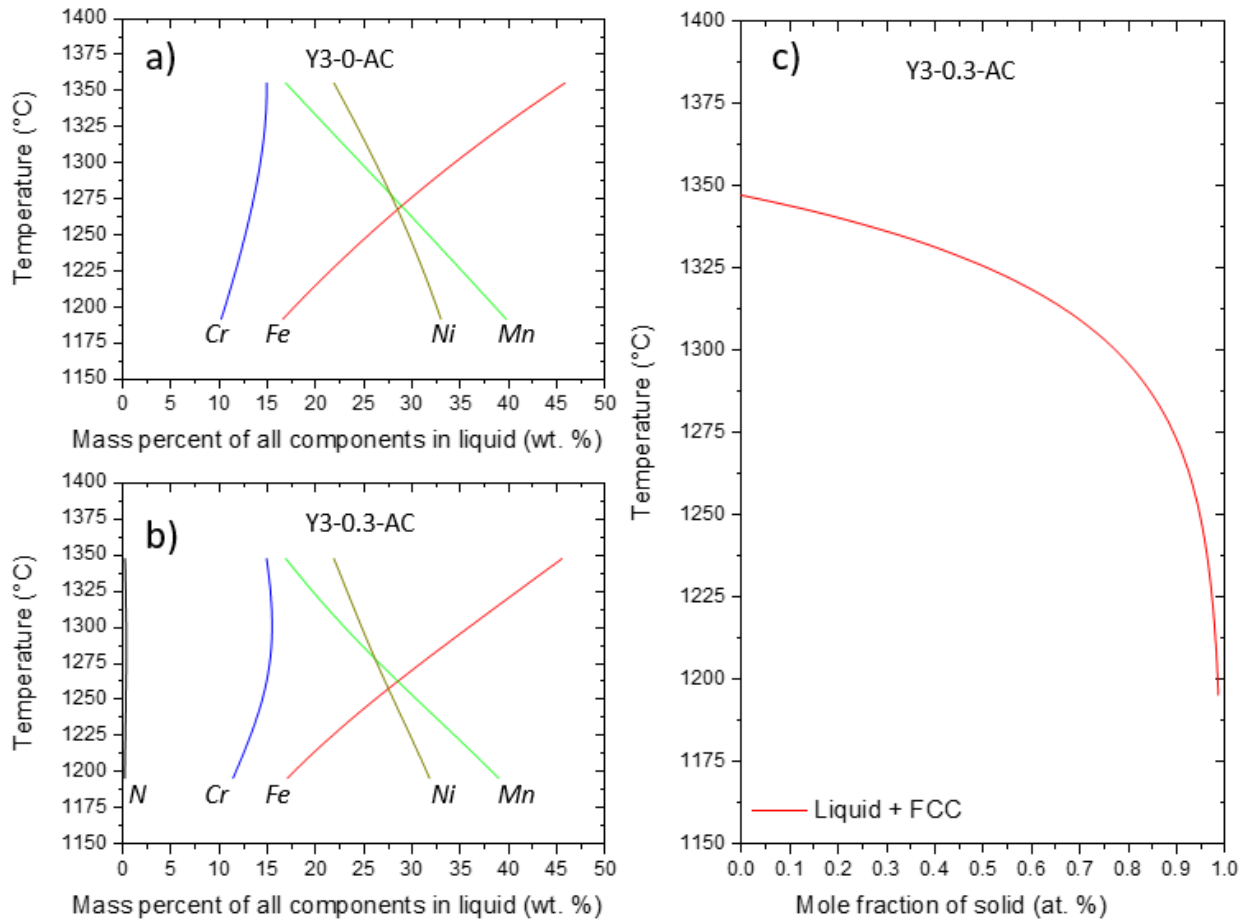 a)
Y3-0-AC
Temperature (°C)
1400
1375
1350
1325
1300
1275
1250
1225
1200
1175
1150
Cr Fe Ni Mn
0 5 10 15 20 25 30 35 40 45 50
Mass percent of all components in liquid (wt. %)
b)
Y3-0.3-AC
Temperature (°C)
1400
1375
1350
1325
1300
1275
1250
1225
1200
1175
1150
N Cr Fe Ni Mn
0 5 10 15 20 25 30 35 40 45 50
Mass percent of all components in liquid (wt. %)
c)
Y3-0.3-AC
Temperature (°C)
1400
1375
1350
1325
1300
1275
1250
1225
1200
1175
1150
Liquid + FCC
0.0 0.1 0.2 0.3 0.4 0.5 0.6 0.7 0.8 0.9 1.0
Mole fraction of solid (at. %)